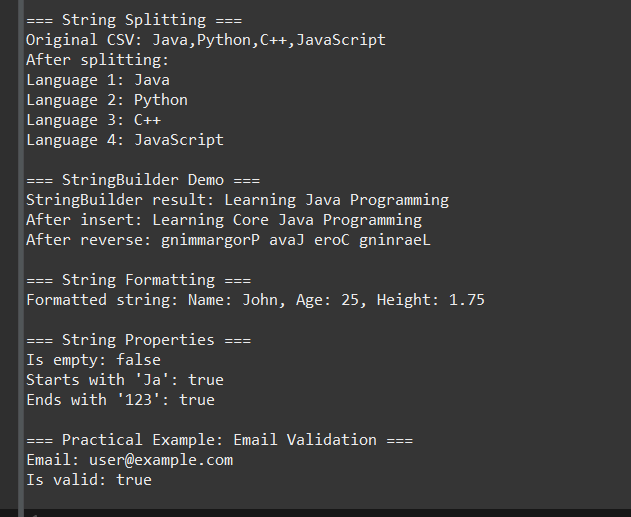 === String Splitting ===
Original CSV: Java,Python,C++,JavaScript
After splitting:
Language 1: Java
Language 2: Python
Language 3: C++
Language 4: JavaScript
=== StringBuilder Demo ===
StringBuilder result: Learning Java Programming
After insert: Learning Core Java Programming
After reverse: gnimmargorP avaJ eroC gninraeL
=== String Formatting ===
Formatted string: Name: John, Age: 25, Height: 1.75
=== String Properties ===
Is empty: false
Starts with 'Ja': true
Ends with '123': true
=== Practical Example: Email Validation ===
Email: user@example.com
Is valid: true